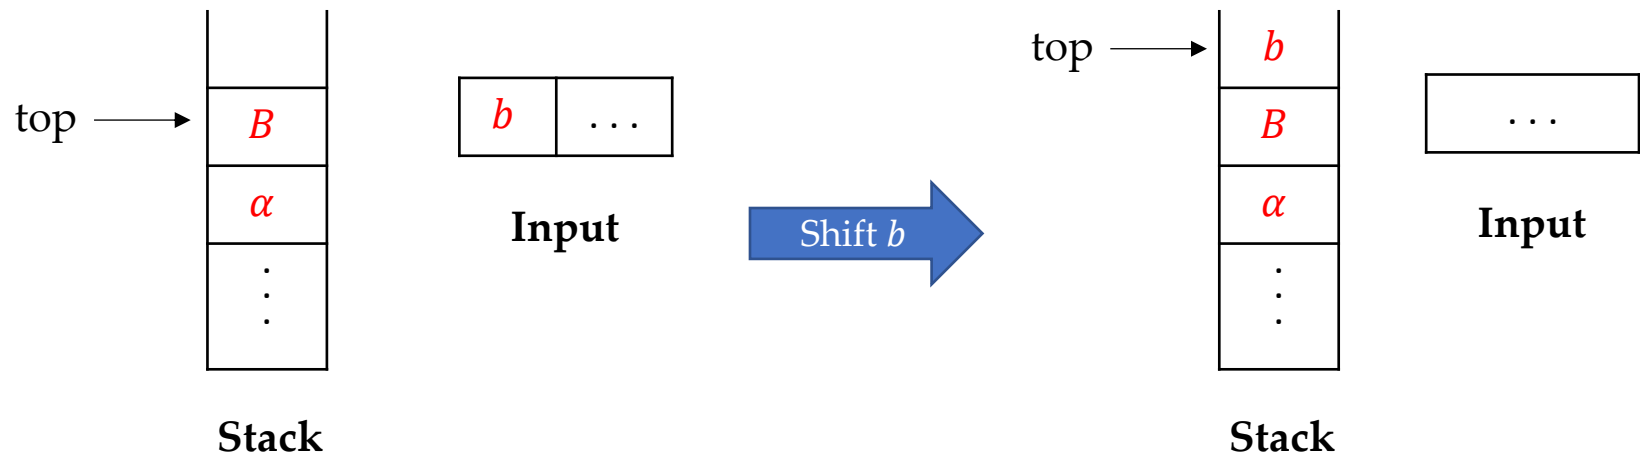 top
B
α
.
.
.
Stack
b
. . .
Input
Shift b
top
b
B
α
.
.
.
Stack
. . .
Input